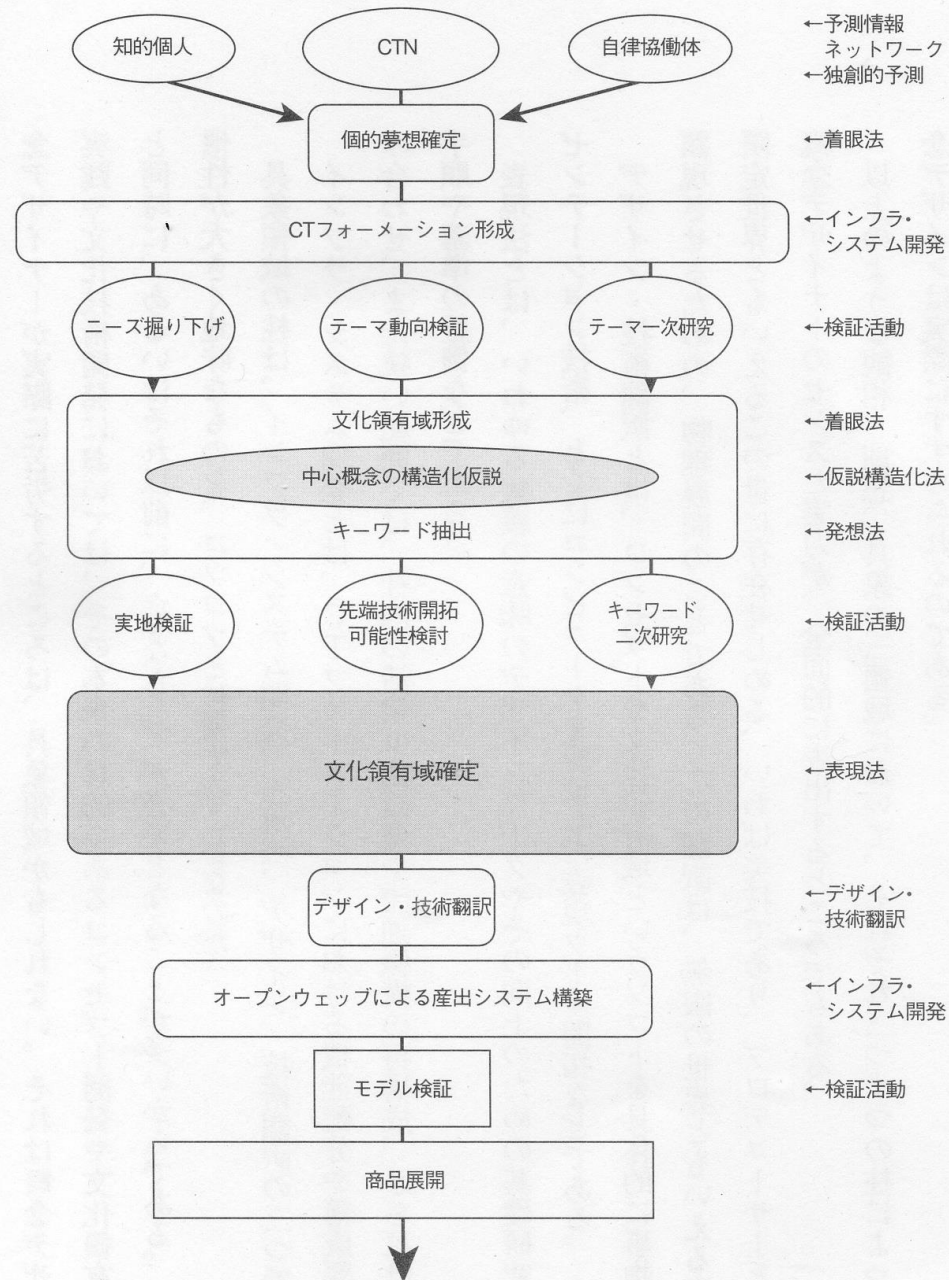 知的個人
CTN
自律協働体
←予測情報
ネットワーク
←独創的予測
個的夢想確定
←着眼法
CTフォーメーション形成
←インフラ・
システム開発
ニーズ掘り下げ
テーマ動向検証
テーマ一次研究
←検証活動
文化領有域形成
←着眼法
中心概念の構造化仮説
←仮説構造化法
キーワード抽出
←発想法
実地検証
先端技術開拓
可能性検討
キーワード
二次研究
←検証活動
文化領有域確定
←表現法
デザイン・技術翻訳
←デザイン・
技術翻訳
オープンウェッブによる産出システム構築
←インフラ・
システム開発
モデル検証
←検証活動
商品展開